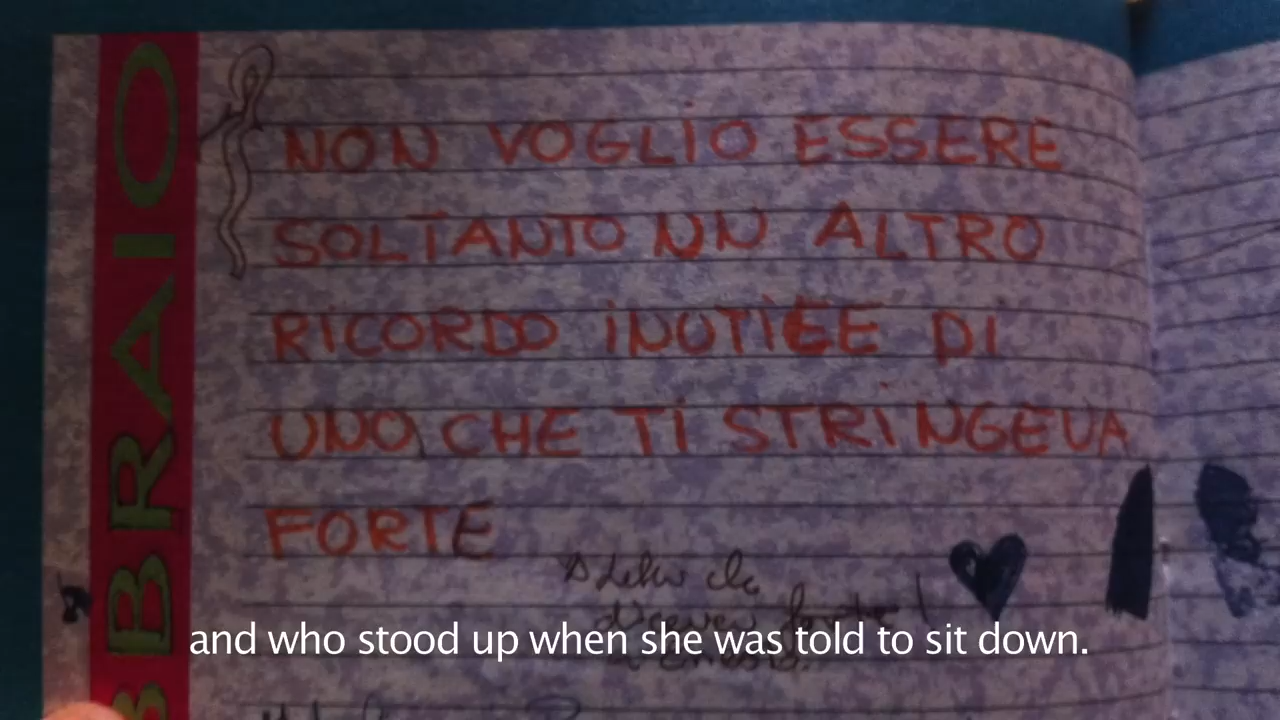 BBRAIO
NON VOGLiO ESSERE
SOLTANTO UN ALTRO
RiCORDO iNUTiLE Di
UNO CHE Ti STRiNGEVA
FORTE
and who stood up when she was told to sit down.